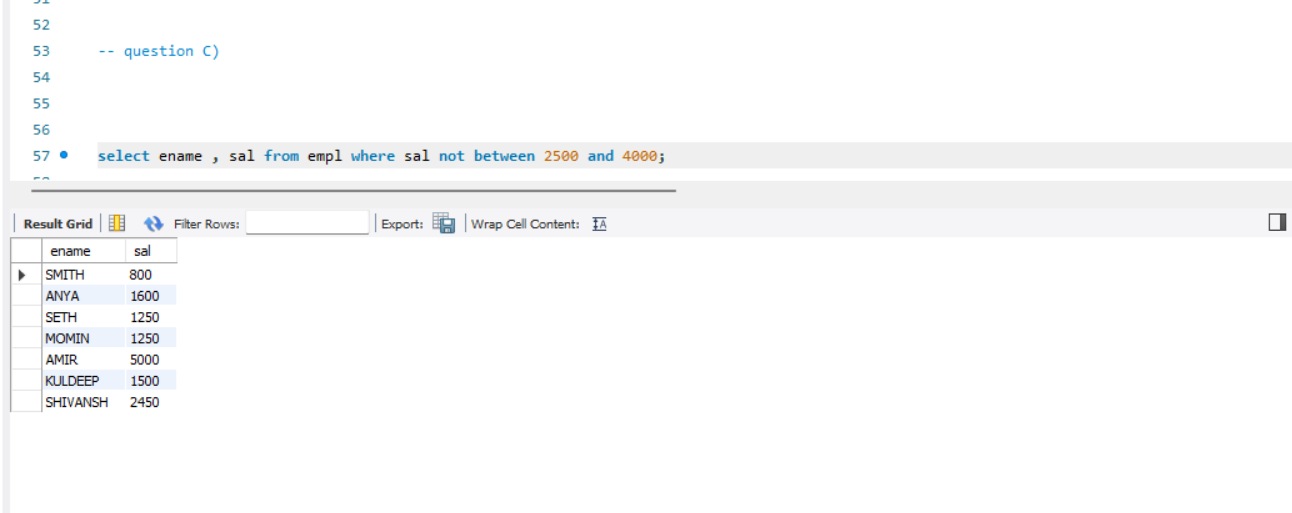 52
53 -- question C)
54
55
56
57 select ename , sal from empl where sal not between 2500 and 4000;
Result Grid Filter Rows: Export: Wrap Cell Content: IA
ename sal
SMITH 800
ANYA 1600
SETH 1250
MOMIN 1250
AMIR 5000
KULDEEP 1500
SHIVANSH 2450